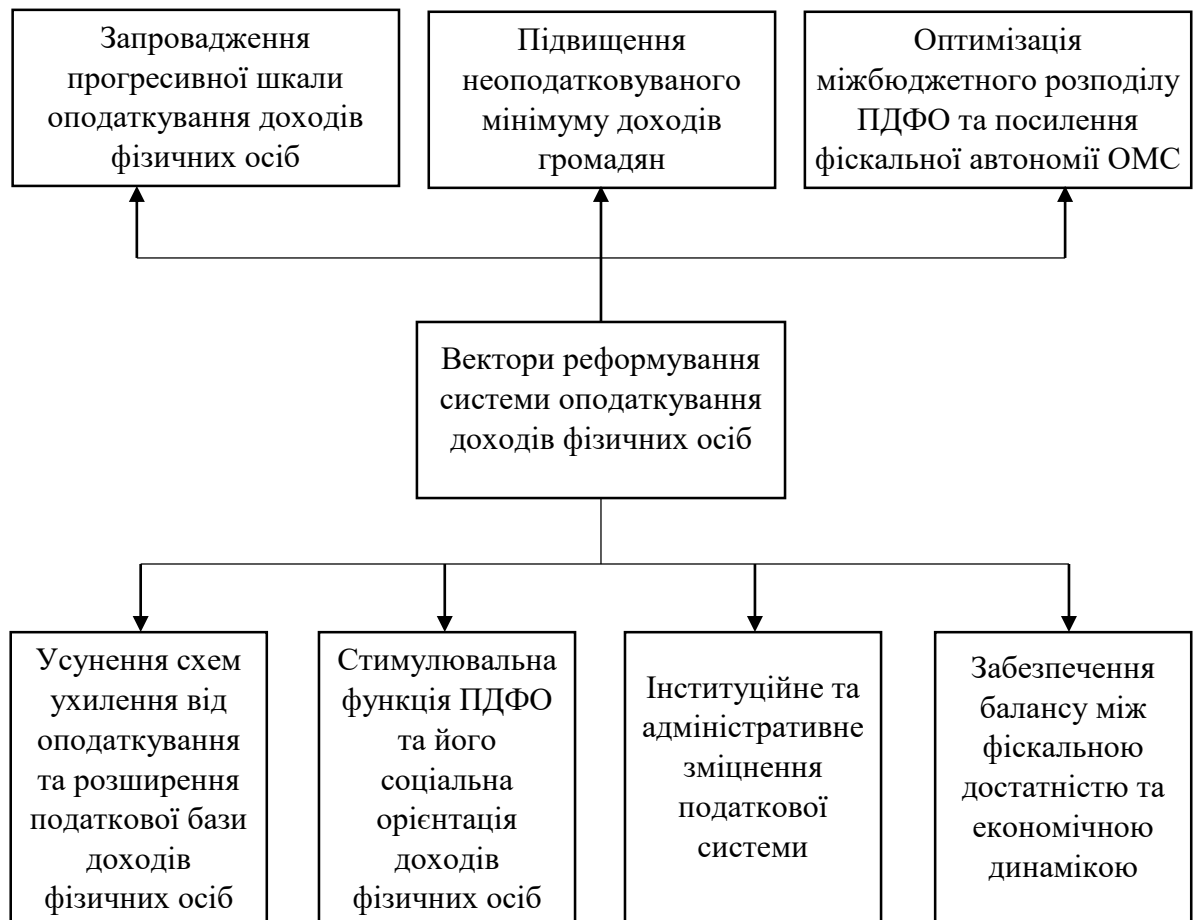 Запровадження
прогресивної шкали
оподаткування доходів
фізичних осіб
Підвищення
неоподатковуваного
мінімуму доходів
громадян
Оптимізація
міжбюджетного розподілу
ПДФО та посилення
фіскальної автономії ОМС
Вектори реформування
системи оподаткування
доходів фізичних осіб
Усунення схем
ухилення від
оподаткування
та розширення
податкової бази
доходів
фізичних осіб
Стимулювальна
функція ПДФО
та його
соціальна
орієнтація
доходів
фізичних осіб
Інституційне та
адміністративне
зміцнення
податкової
системи
Забезпечення
балансу між
фіскальною
достатністю та
економічною
динамікою